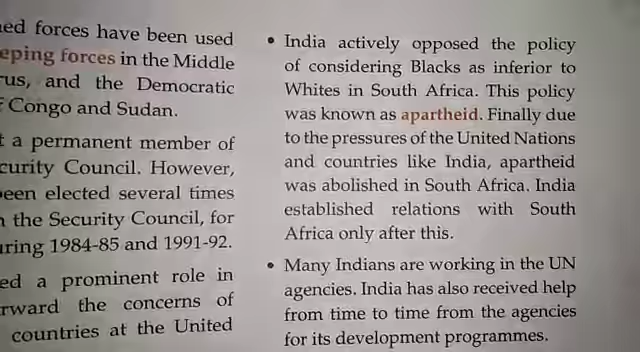 ed forces have been used
eping forces in the Middle
rus, and the Democratic
Congo and Sudan.
t a permanent member of
curity Council. However,
een elected several times
the Security Council, for
uring 1984-85 and 1991-92.
ed a prominent role in
rward the concerns of
countries at the United
• India actively opposed the policy
of considering Blacks as inferior to
Whites in South Africa. This policy
was known as apartheid. Finally due
to the pressures of the United Nations
and countries like India, apartheid
was abolished in South Africa. India
established relations with South
Africa only after this.
• Many Indians are working in the UN
agencies. India has also received help
from time to time from the agencies
for its development programmes.